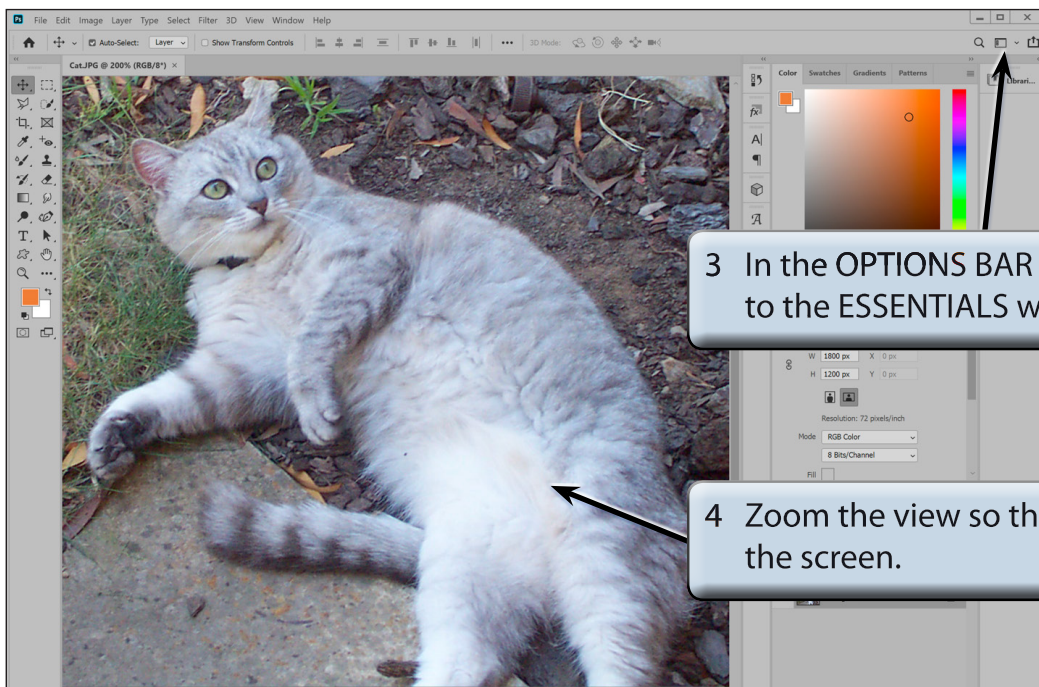 Ps File Edit Image Layer Type Select Filter 3D View Window Help
Auto-Select: Layer Show Transform Controls 3D Mode:
Cat.JPG @ 200% (RGB/8*) ×
Color Swatches Gradients Patterns
Librari...
3 In the OPTIONS BAR
to the ESSENTIALS w
W 1800 px X 0 px
H 1200 px Y 0 px
Resolution: 72 pixels/inch
Mode RGB Color
8 Bits/Channel
Fill
4 Zoom the view so th
the screen.